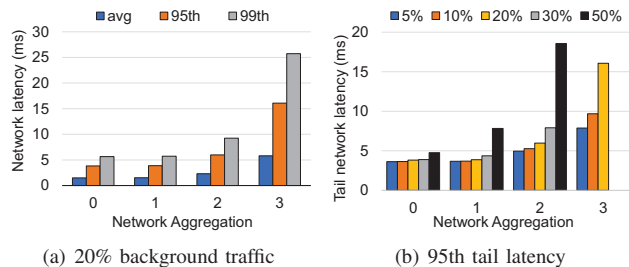 avg 95th 99th
Network latency (ms)
30
25
20
15
10
5
0
0 1 2 3
Network Aggregation
(a) 20% background traffic
5% 10% 20% 30% 50%
Tail network latency (ms)
20
15
10
5
0
0 1 2 3
Network Aggregation
(b) 95th tail latency